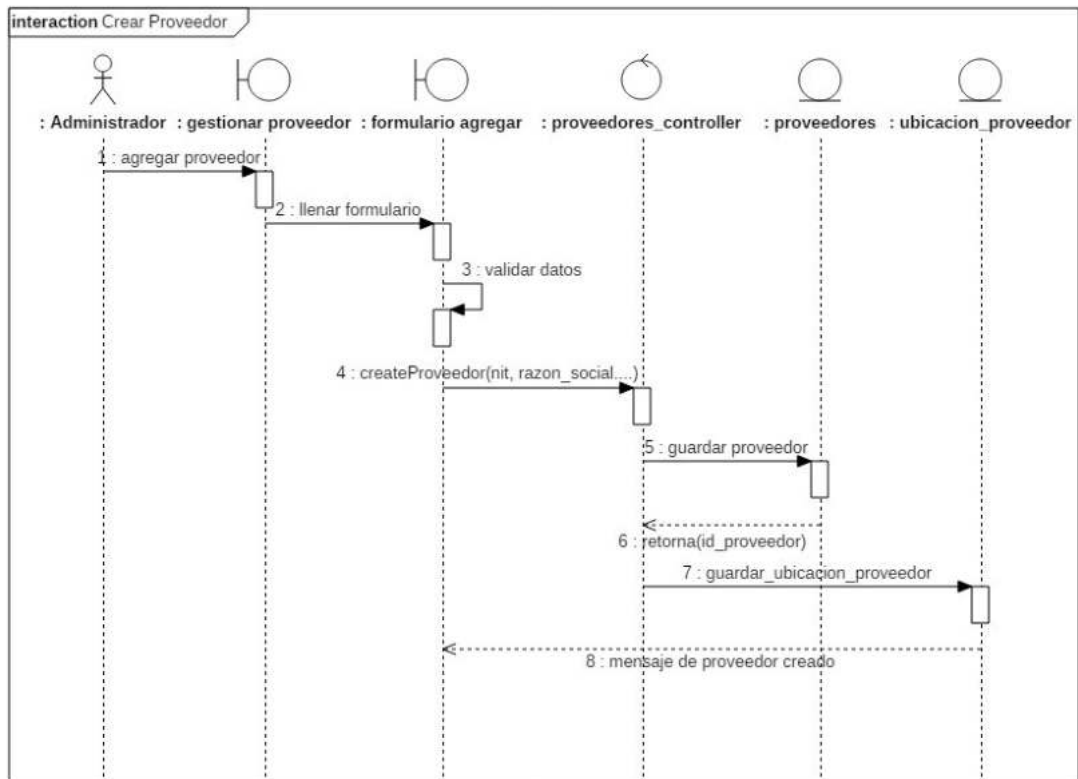 interaction Crear Proveedor
: Administrador : gestionar proveedor : formulario agregar : proveedores_controller : proveedores : ubicacion_proveedor
1 : agregar proveedor
2 : llenar formulario
3 : validar datos
4 : createProveedor(nit, razon_social....)
5 : guardar proveedor
6 : retorna(id_proveedor)
7 : guardar_ubicacion_proveedor
8 : mensaje de proveedor creado